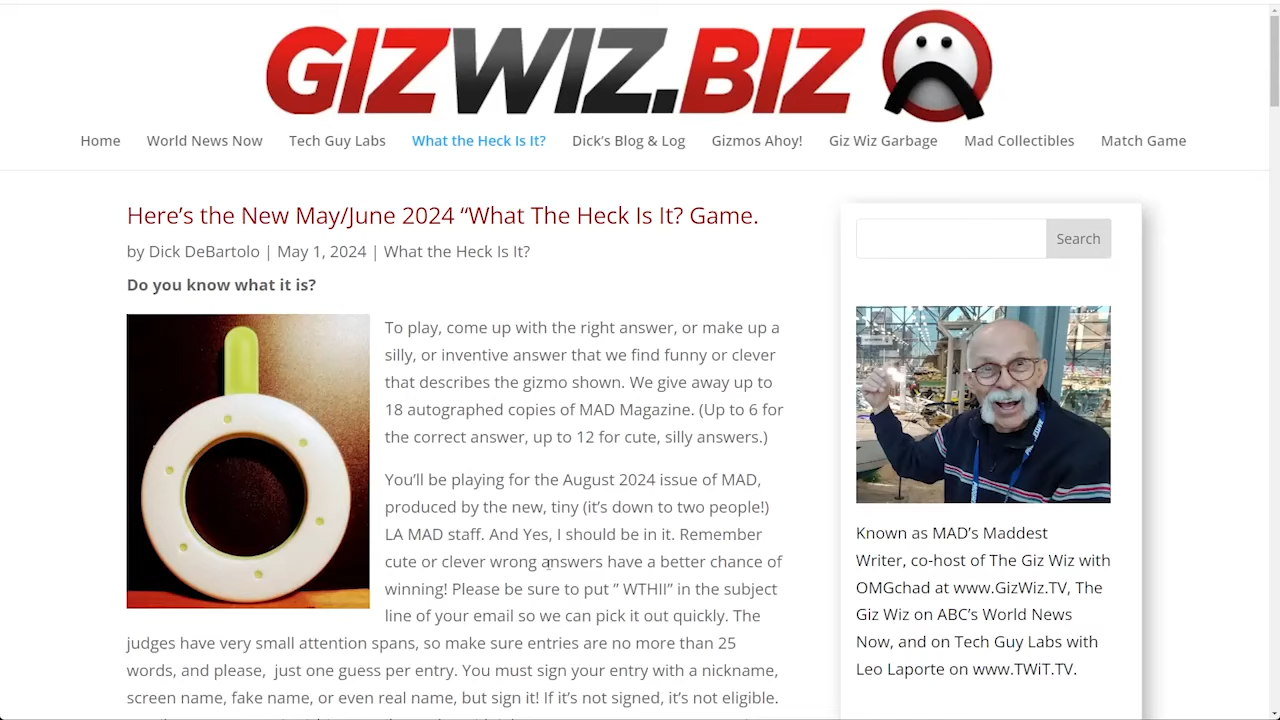 GIZWIZ.BIZ
Home World News Now Tech Guy Labs What the Heck Is It? Dick's Blog & Log Gizmos Ahoy! Giz Wiz Garbage Mad Collectibles Match Game
Here's the New May/June 2024 “What The Heck Is It? Game.
by Dick DeBartolo | May 1, 2024 | What the Heck Is It?
Do you know what it is?
To play, come up with the right answer, or make up a
silly, or inventive answer that we find funny or clever
that describes the gizmo shown. We give away up to
18 autographed copies of MAD Magazine. (Up to 6 for
the correct answer, up to 12 for cute, silly answers.)
You'll be playing for the August 2024 issue of MAD,
produced by the new, tiny (it's down to two people!)
LA MAD staff. And Yes, I should be in it. Remember
cute or clever wrong answers have a better chance of
winning! Please be sure to put ” WTHII” in the subject
line of your email so we can pick it out quickly. The
judges have very small attention spans, so make sure entries are no more than 25
words, and please, just one guess per entry. You must sign your entry with a nickname,
screen name, fake name, or even real name, but sign it! If it's not signed, it's not eligible.
Search
Known as MAD's Maddest
Writer, co-host of The Giz Wiz with
OMGchad at www.GizWiz.TV, The
Giz Wiz on ABC's World News
Now, and on Tech Guy Labs with
Leo Laporte on www.TWiT.TV.